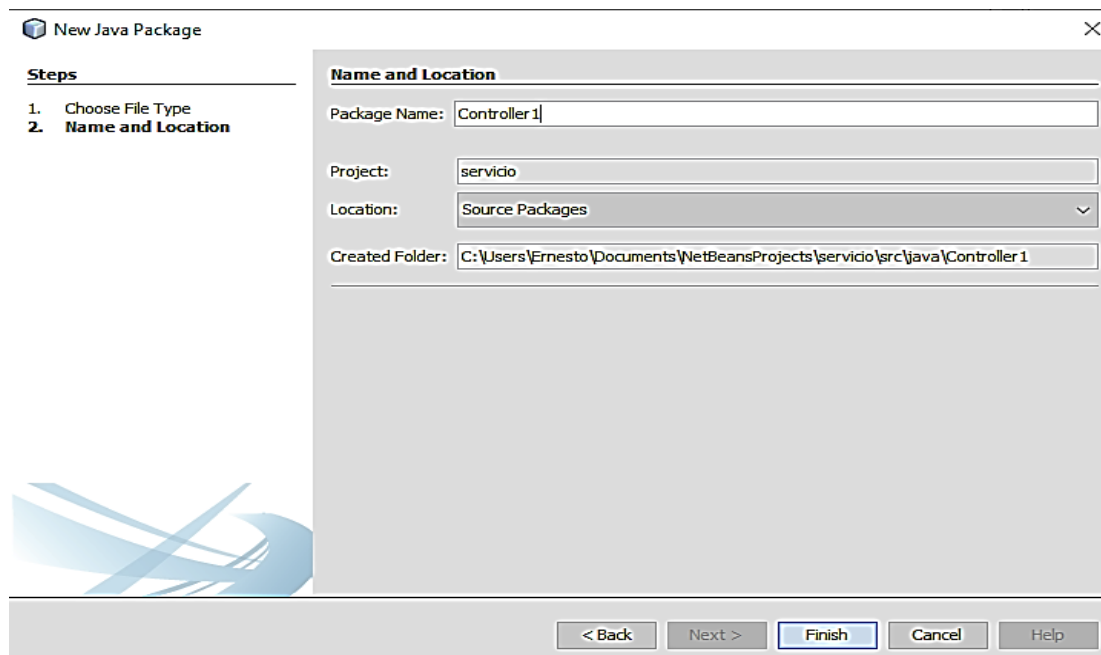 New Java Package
Steps
1. Choose File Type
2. Name and Location
Name and Location
Package Name: Controller1
Project: servicio
Location: Source Packages
Created Folder: C:\Users\Ernesto\Documents\NetBeansProjects\servicio\src\java\Controller1
< Back Next > Finish Cancel Help